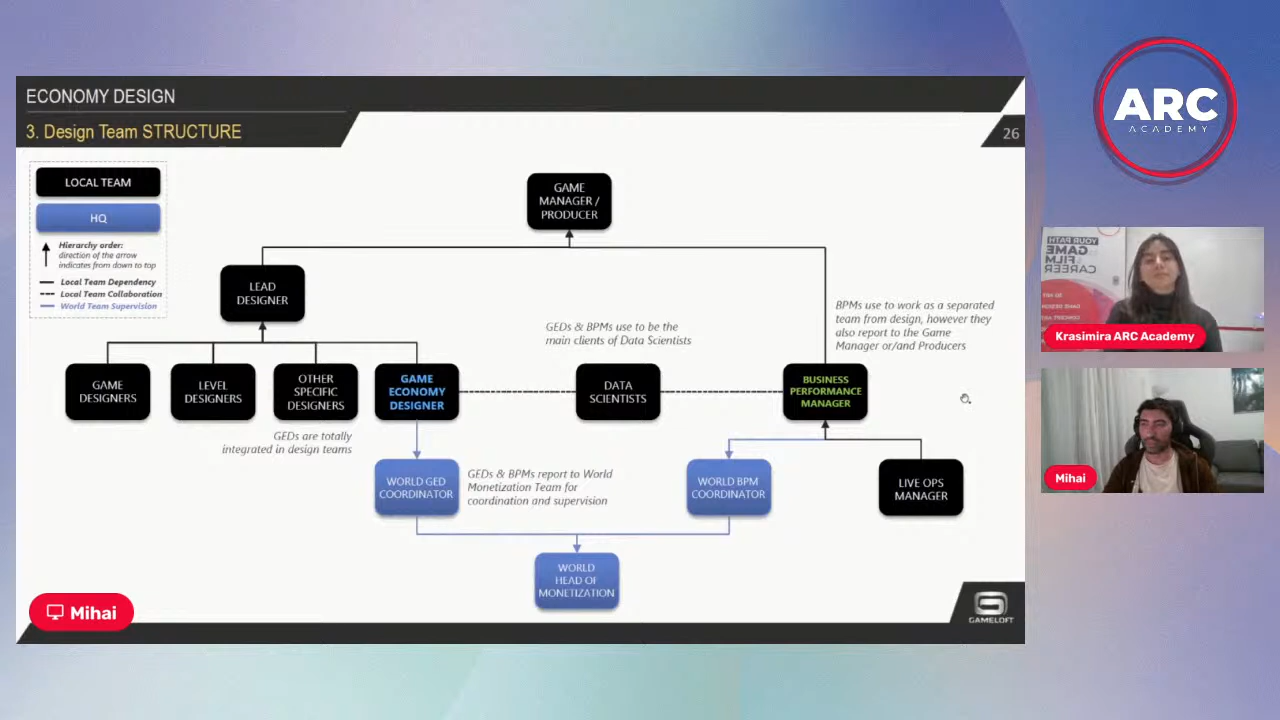 ECONOMY DESIGN
3. Design Team STRUCTURE
26
LOCAL TEAM
HQ
Hierarchy order:
direction of the arrow
indicates from down to top
Local Team Dependency
Local Team Collaboration
World Team Supervision
GAME
MANAGER /
PRODUCER
LEAD
DESIGNER
GEDs & BPMs use to be the
main clients of Data Scientists
BPMs use to work as a separated
team from design, however they
also report to the Game
Manager or/and Producers
GAME
DESIGNERS
LEVEL
DESIGNERS
OTHER
SPECIFIC
DESIGNERS
GAME
ECONOMY
DESIGNER
DATA
SCIENTISTS
BUSINESS
PERFORMANCE
MANAGER
GEDs are totally
integrated in design teams
WORLD GED
COORDINATOR
GEDs & BPMs report to World
Monetization Team for
coordination and supervision
WORLD BPM
COORDINATOR
LIVE OPS
MANAGER
WORLD
HEAD OF
MONETIZATION
GAMELOFT
Mihai
ARC
ACADEMY
YOUR PATH
GAME
FILM
CAREER
Krasimira ARC Academy
Mihai